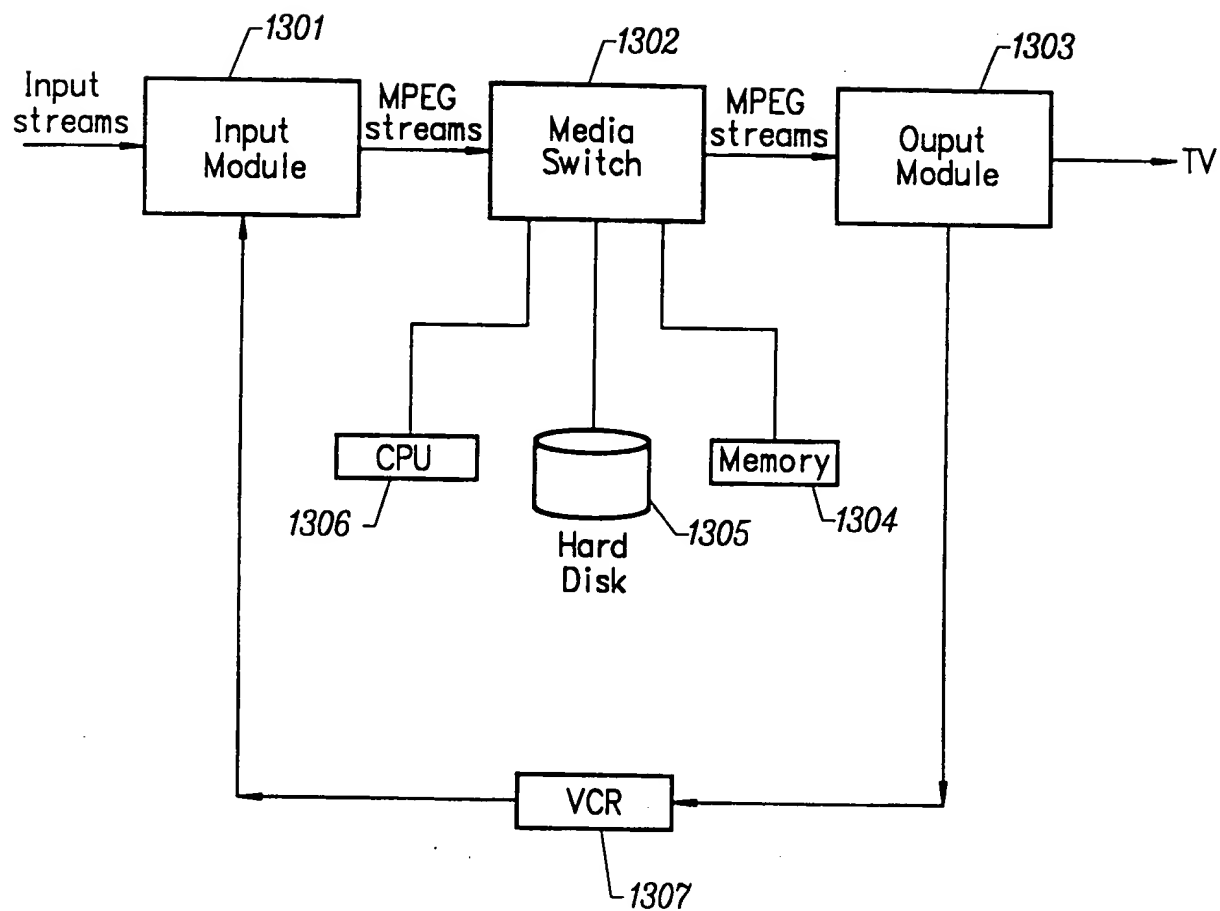 1301
1302
1303
Input
streams
Input
Module
MPEG
streams
Media
Switch
MPEG
streams
Ouput
Module
TV
CPU
1306
Hard
Disk
1305
Memory
1304
VCR
1307